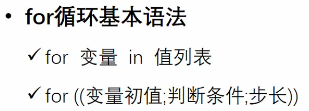 • for循环基本语法
✓for 变量 in 值列表
✓for ((变量初值;判断条件;步长))